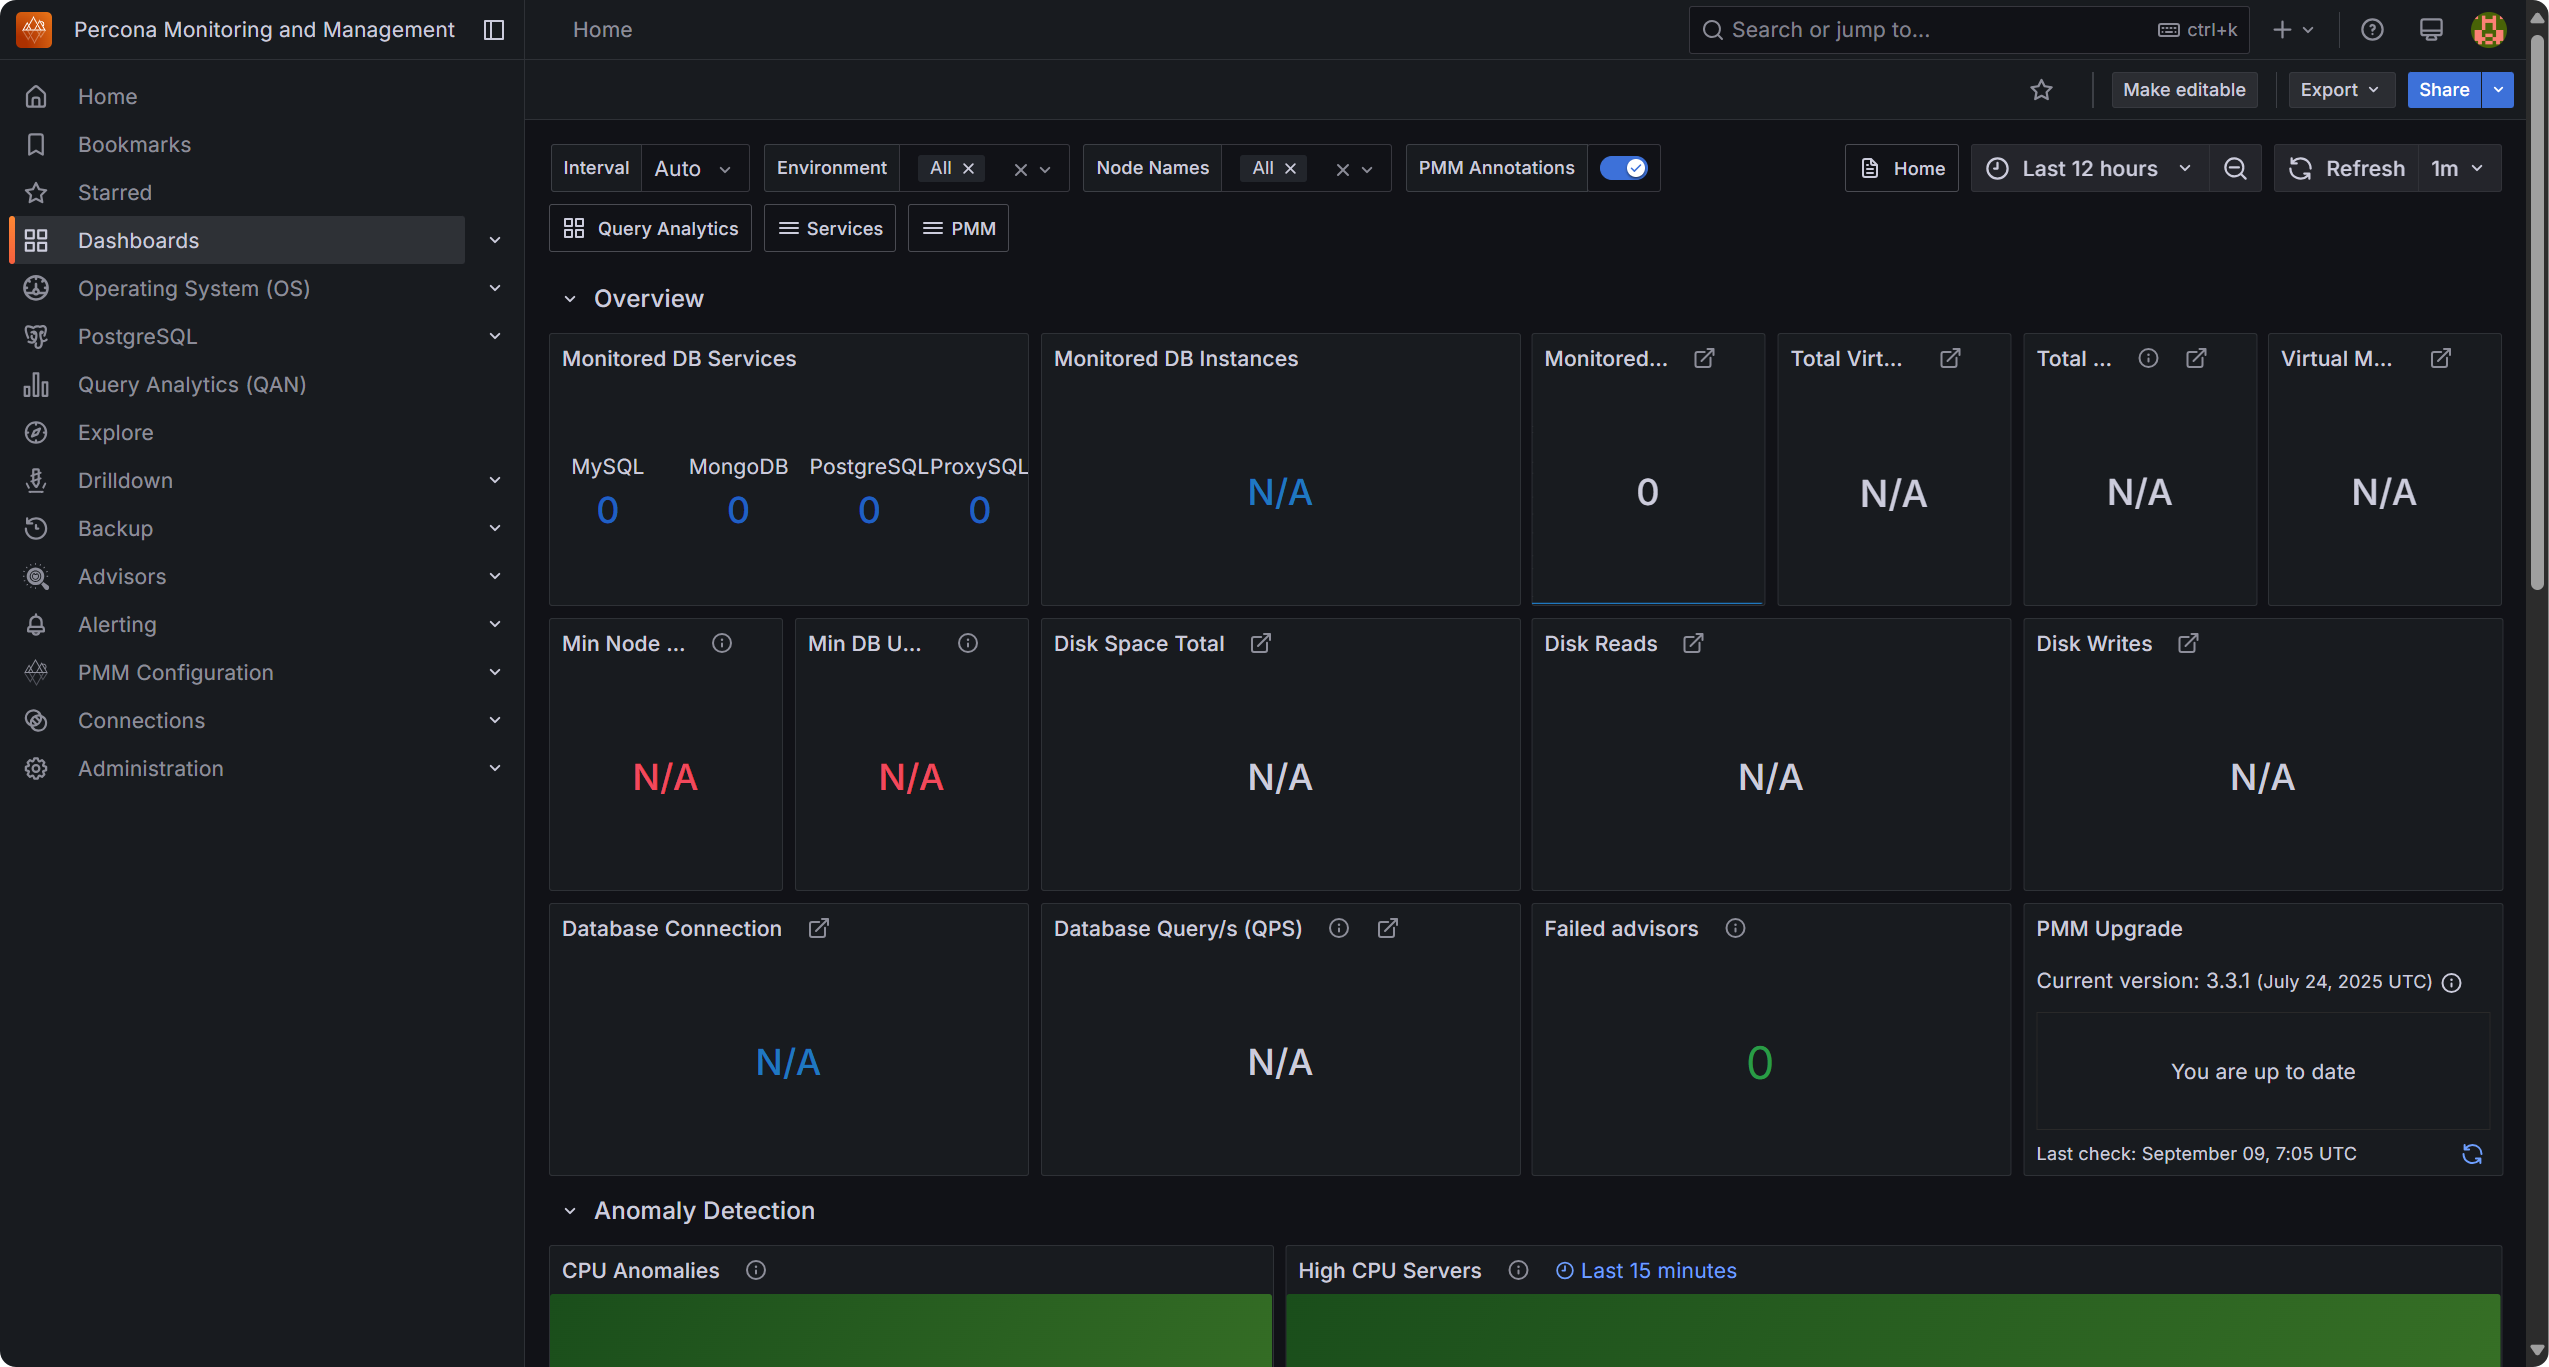 Percona Monitoring and Management
Home
Search or jump to...
ctrl+k
Home
Bookmarks
Starred
Dashboards
Operating System (OS)
PostgreSQL
Query Analytics (QAN)
Explore
Drilldown
Backup
Advisors
Alerting
PMM Configuration
Connections
Administration
Make editable
Export
Share
Interval Auto
Environment All
Node Names All
PMM Annotations
Home
Last 12 hours
Refresh 1m
Query Analytics
Services
PMM
Overview
Monitored DB Services
MySQL MongoDB PostgreSQL ProxySQL
0 0 0 0
Monitored DB Instances
N/A
Monitored...
0
Total Virt...
N/A
Total ...
N/A
Virtual M...
N/A
Min Node ...
N/A
Min DB U...
N/A
Disk Space Total
N/A
Disk Reads
N/A
Disk Writes
N/A
Database Connection
N/A
Database Query/s (QPS)
N/A
Failed advisors
0
PMM Upgrade
Current version: 3.3.1 (July 24, 2025 UTC)
You are up to date
Last check: September 09, 7:05 UTC
Anomaly Detection
CPU Anomalies
High CPU Servers
Last 15 minutes